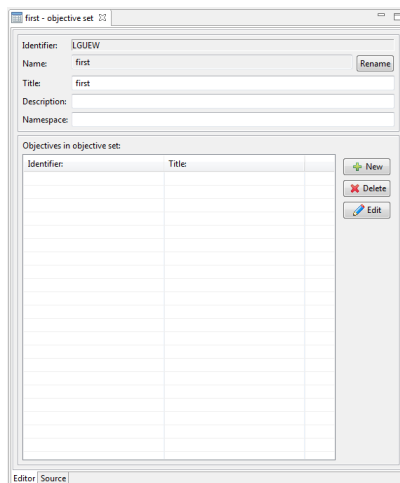 first - objective set
Identifier: LGUEW
Name: first Rename
Title: first
Description:
Namespace:
Objectives in objective set:
Identifier: Title:
New
Delete
Edit
Editor Source